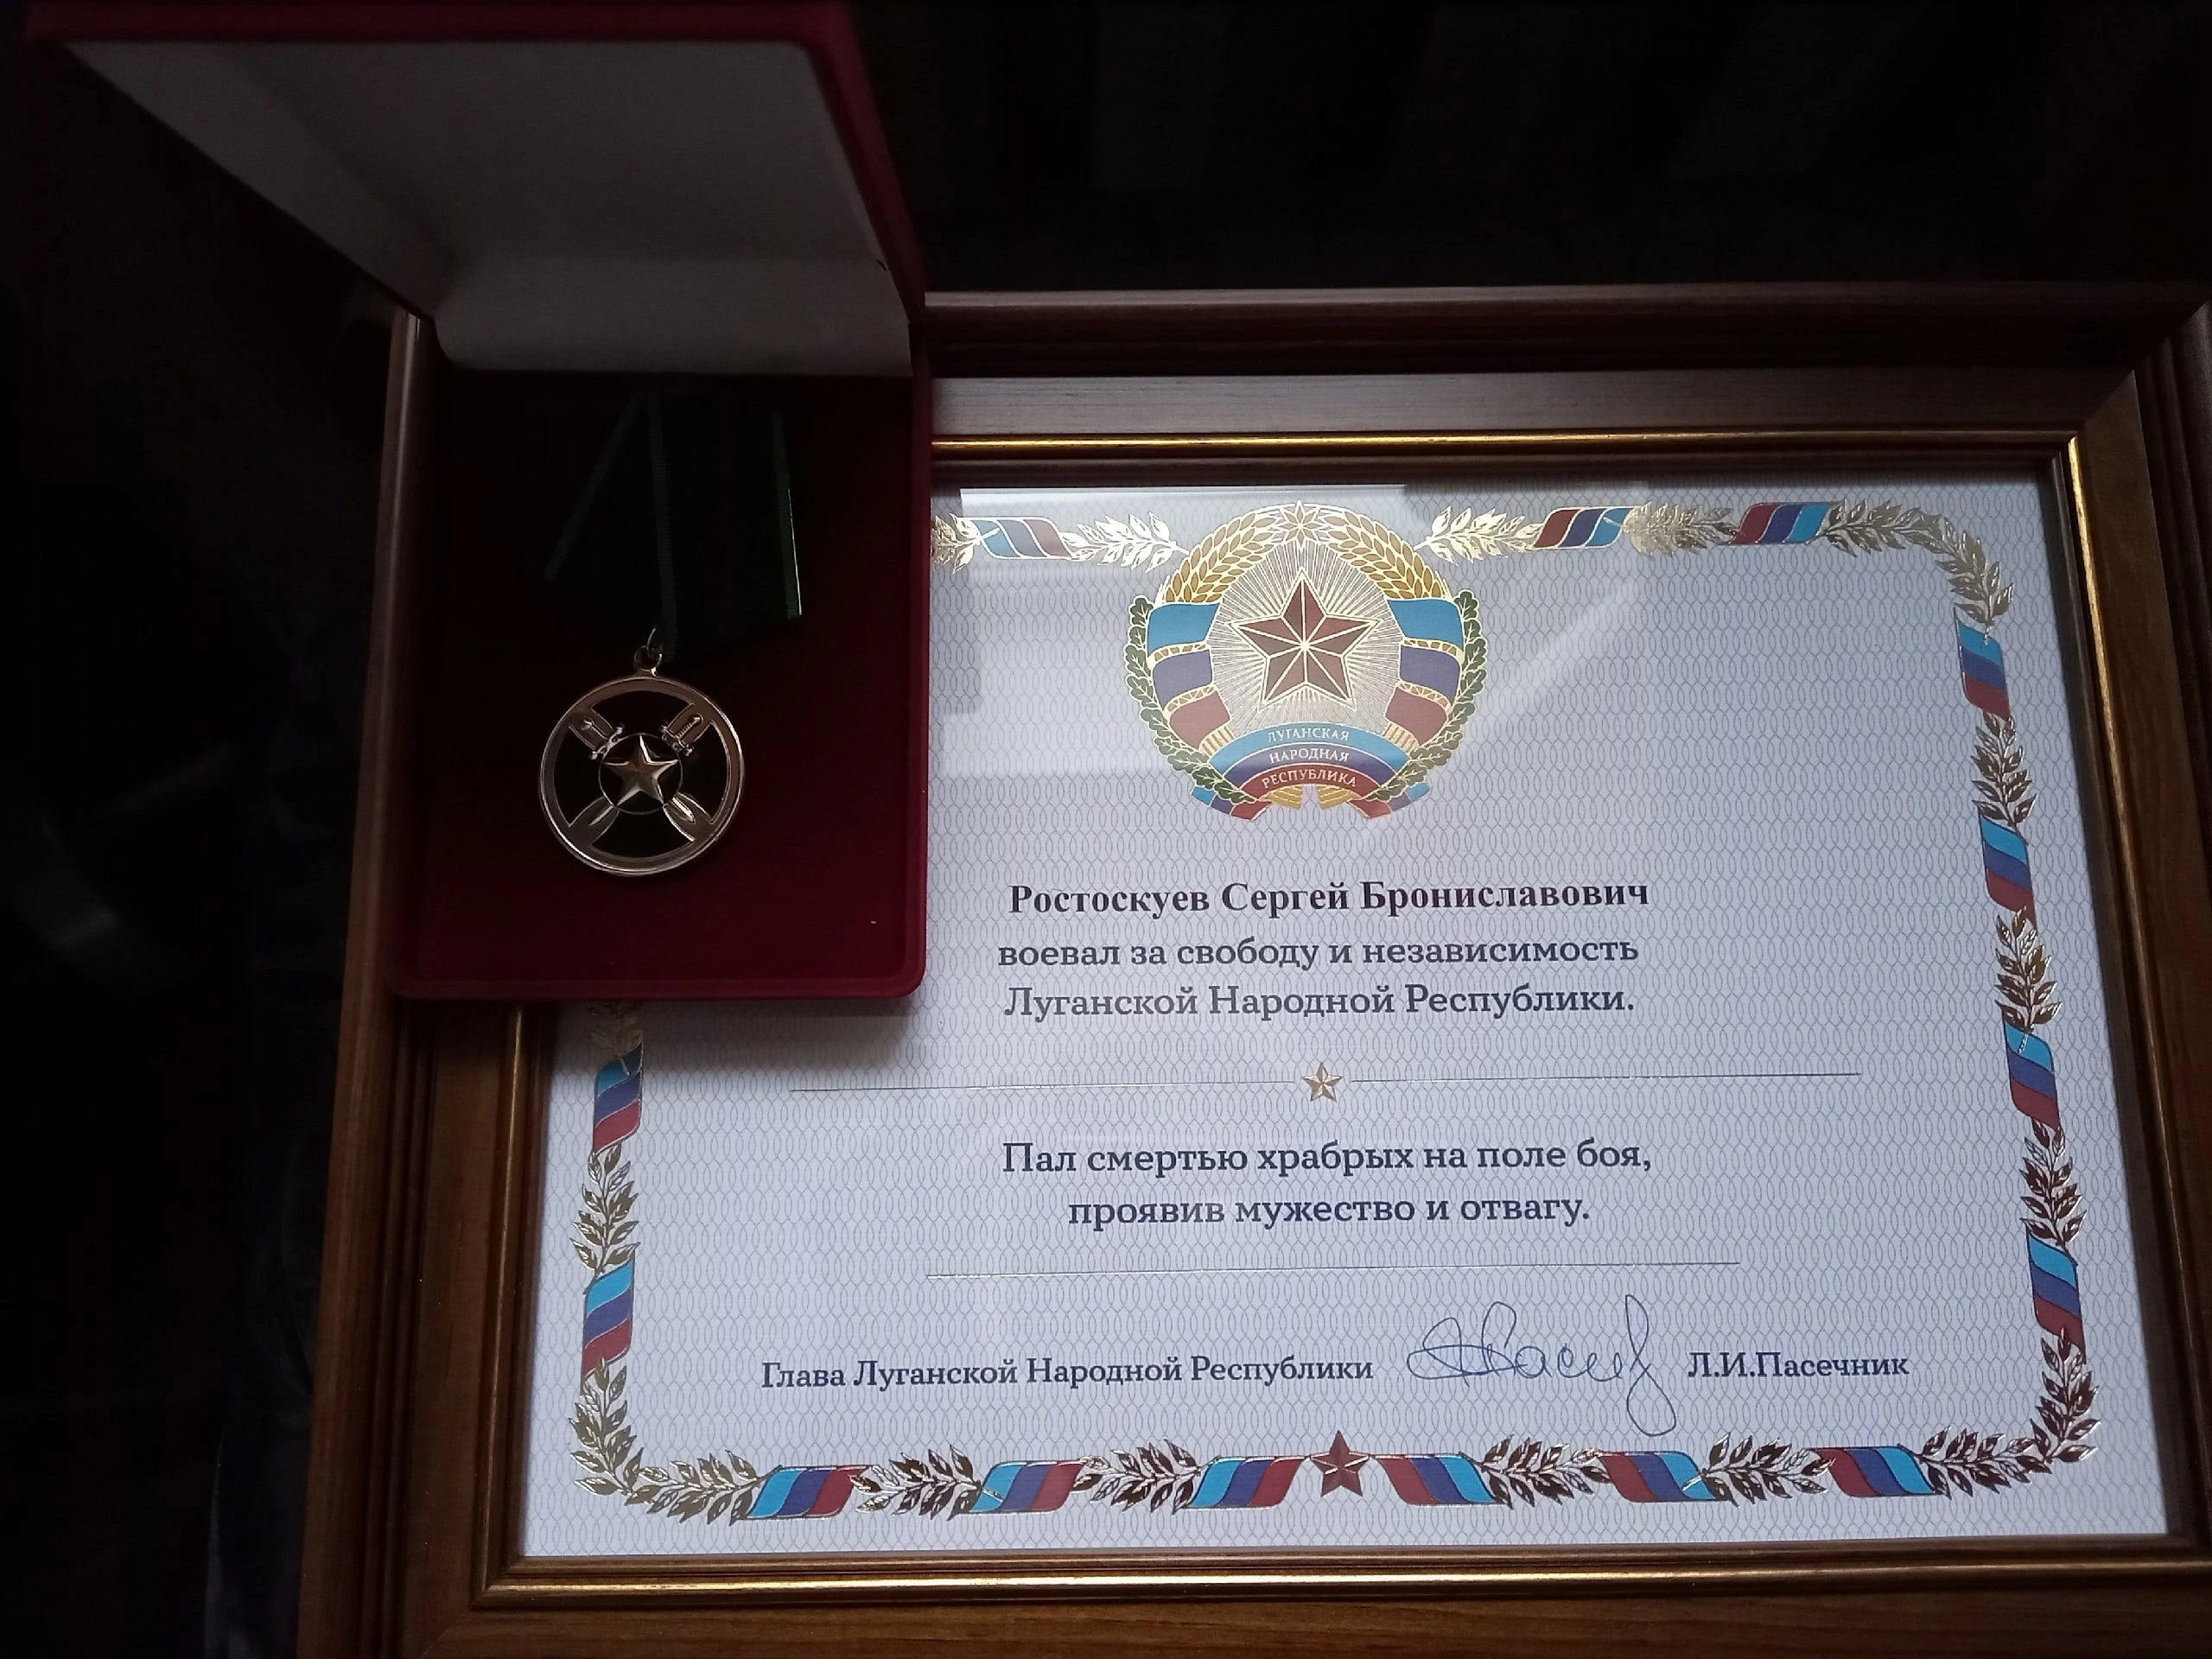 ЛУГАНСКАЯ
НАРОДНАЯ
РЕСПУБЛИКА
Ростоскуев Сергей Брониславович
воевал за свободу и независимость
Луганской Народной Республики.
Пал смертью храбрых на поле боя,
проявив мужество и отвагу.
Глава Луганской Народной Республики Л.И.Пасечник